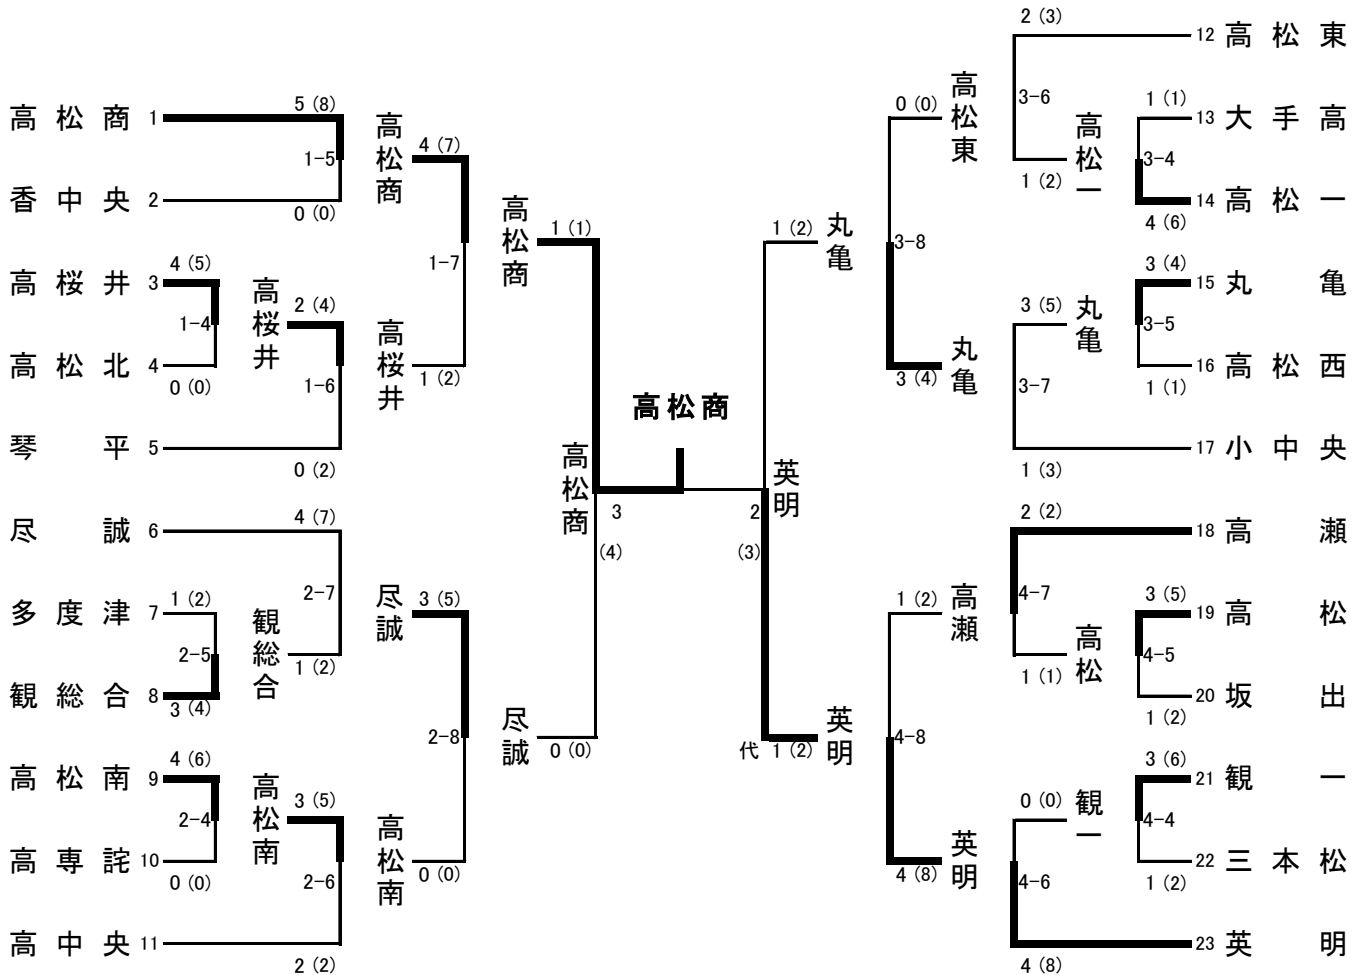 2 (3)
12 高松東
高松商 1
5 (8)
1-5
0 (0)
香中央 2
高松商
4 (7)
高桜井 3
4 (5)
1-4
0 (0)
高松北 4
高桜井
2 (4)
1-6
0 (2)
琴平 5
1-7
高桜井
1 (2)
高松商
1 (1)
尽誠 6
4 (7)
2-7
1 (2)
多度津 7
1 (2)
2-5
3 (4)
観総合 8
観総合
尽誠
3 (5)
高松南 9
4 (6)
2-4
0 (0)
高専詫 10
高松南
3 (5)
2-6
2 (2)
高中央 11
2-8
高松南
0 (0)
尽誠
0 (0)
高松商
3
(4)
高松商
英明
2
(3)
丸亀
1 (2)
英明
代 1 (2)
高松東
0 (0)
3-8
丸亀
3 (4)
3-6
高松一
1 (2)
1 (1)
13 大手高
3-4
14 高松一
4 (6)
3 (4)
15 丸亀
3-5
16 高松西
1 (1)
丸亀
3 (5)
3-7
17 小中央
1 (3)
2 (2)
18 高瀬
4-7
高松
1 (1)
3 (5)
19 高松
4-5
20 坂出
1 (2)
高瀬
1 (2)
4-8
英明
4 (8)
3 (6)
21 観一
4-4
22 三本松
1 (2)
観一
0 (0)
4-6
23 英明
4 (8)